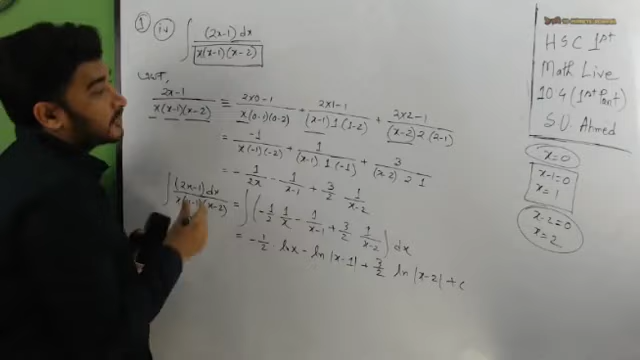 ① iv) ∫ (2x-1) dx / x(x-1)(x-2)
2x-1 / x(x-1)(x-2) ≡ 2×0-1 / x(0-1)(0-2) + 2×1-1 / (x-1)1(1-2) + 2×2-1 / (x-2)2(2-1)
= -1 / x(-1)(-2) + 1 / (x-1)1(-1) + 3 / (x-2)2 1
= - 1/2x - 1/x-1 + 3/2 1/x-2
∫ (2x-1) dx / x(x-1)(x-2) = ∫ (-1/2 1/x - 1/x-1 + 3/2 1/x-2) dx
= -1/2 lnx - ln|x-1| + 3/2 ln|x-2| + c
HSC 1st
Math Live
104 (1st Part)
S.U. Ahmed
x=0
x-1=0
x=1
x-2=0
x=2